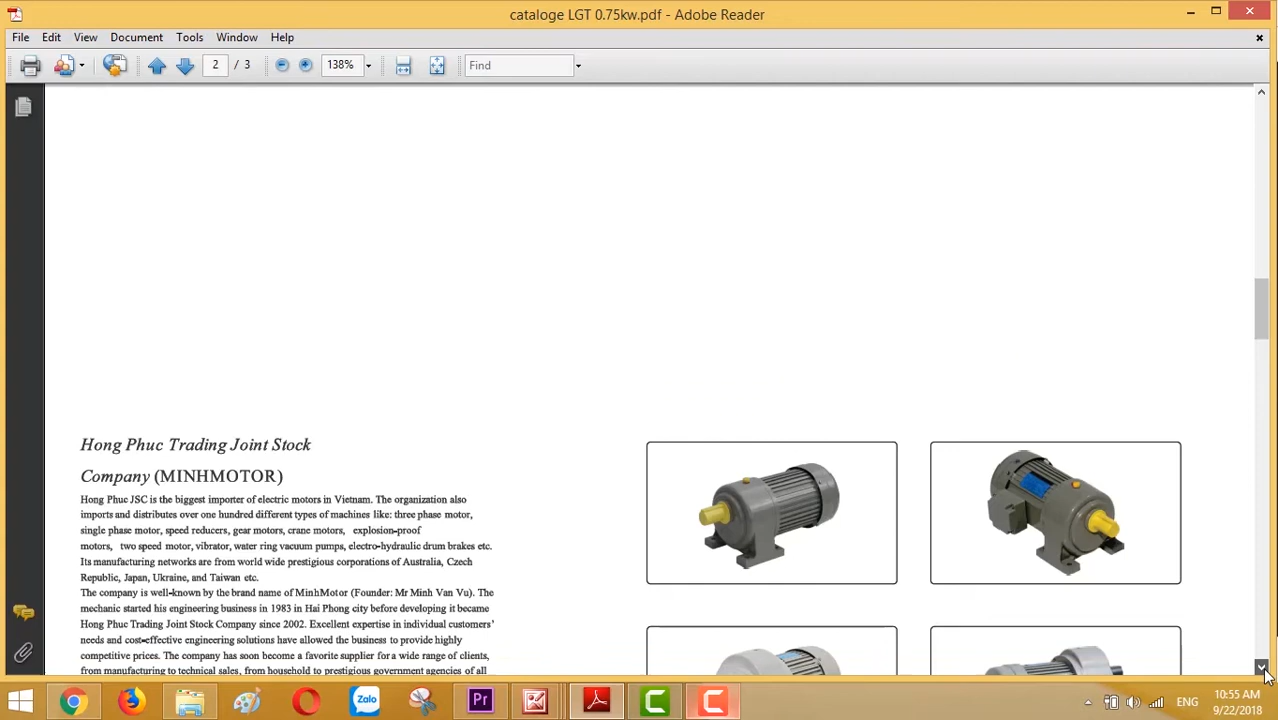 cataloge LGT 0.75kw.pdf - Adobe Reader
File Edit View Document Tools Window Help
2 / 3 138% Find
Hong Phuc Trading Joint Stock
Company (MINHMOTOR)
Hong Phuc JSC is the biggest importer of electric motors in Vietnam. The organization also
imports and distributes over one hundred different types of machines like: three phase motor,
single phase motor, speed reducers, gear motors, crane motors, explosion-proof
motors, two speed motor, vibrator, water ring vacuum pumps, electro-hydraulic drum brakes etc.
Its manufacturing networks are from world wide prestigious corporations of Australia, Czech
Republic, Japan, Ukraine, and Taiwan etc.
The company is well-known by the brand name of MinhMotor (Founder: Mr Minh Van Vu). The
mechanic started his engineering business in 1983 in Hai Phong city before developing it became
Hong Phuc Trading Joint Stock Company since 2002. Excellent expertise in individual customers'
needs and cost-effective engineering solutions have allowed the business to provide highly
competitive prices. The company has soon become a favorite supplier for a wide range of clients,
from manufacturing to technical sales, from household to prestigious government agencies of all
Zalo
Pr
ENG
10:55 AM
9/22/2018